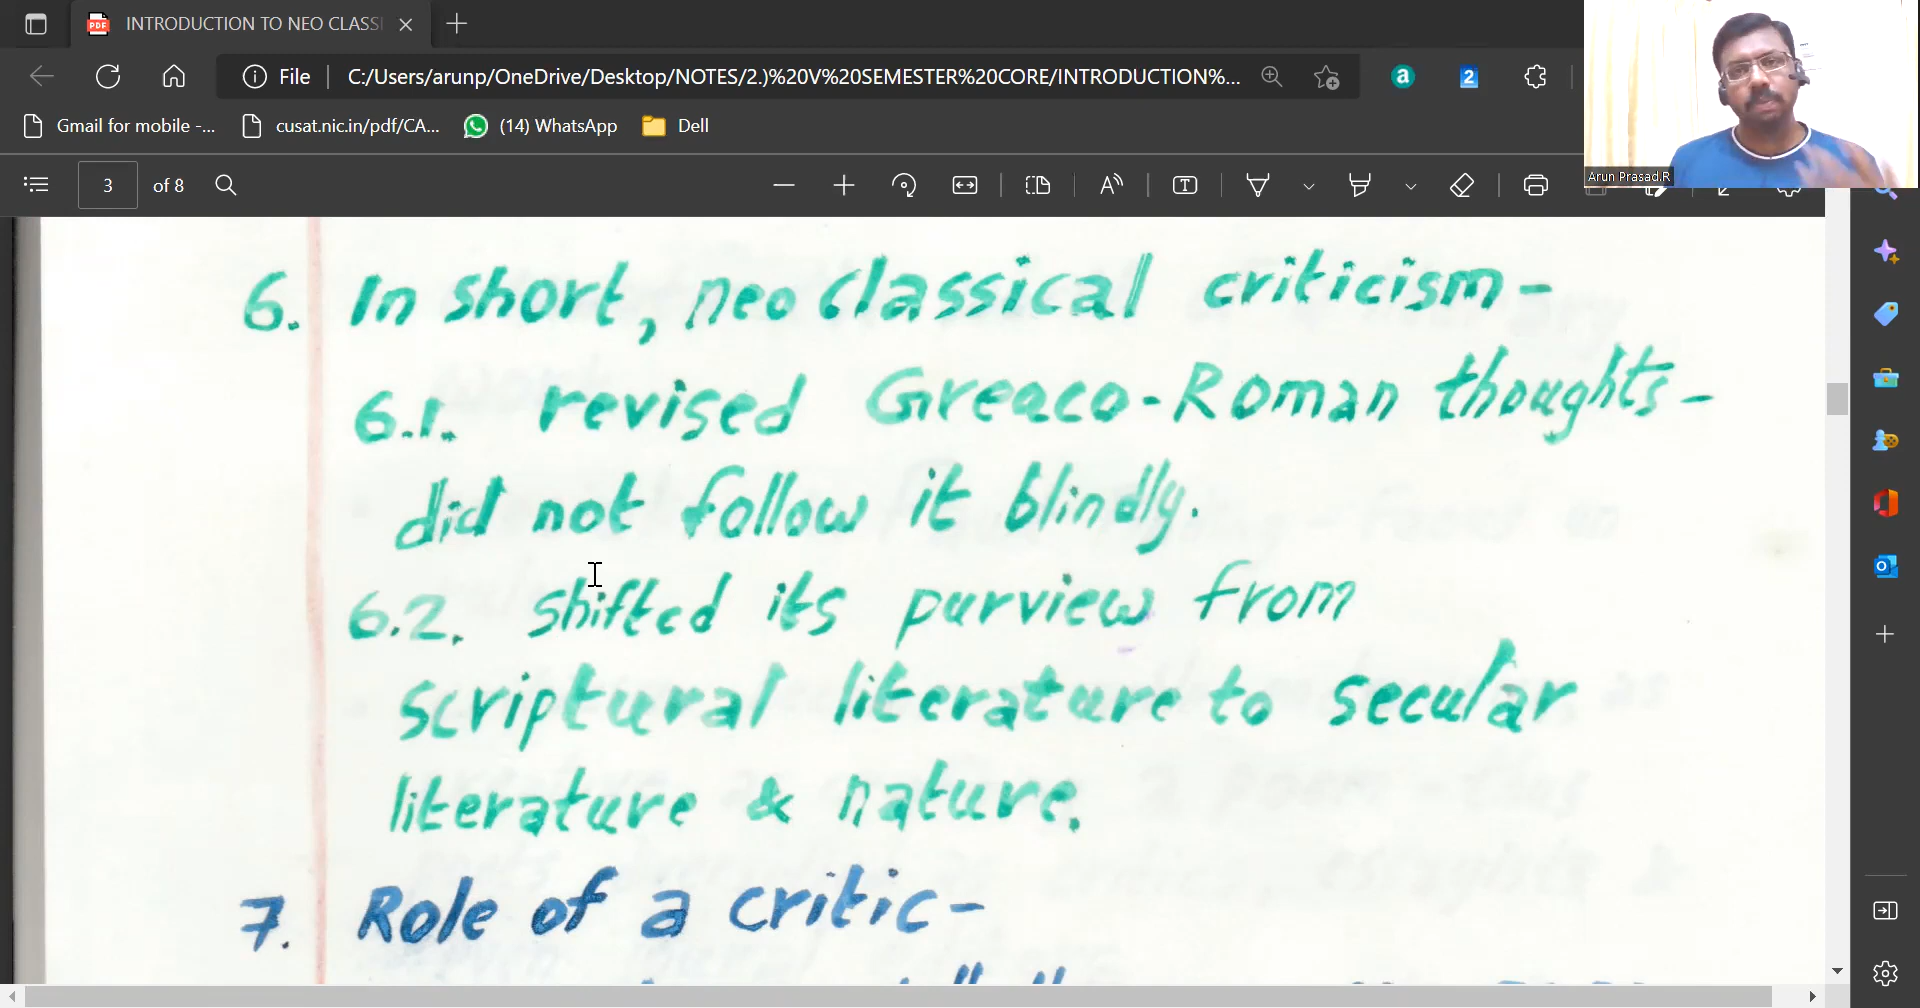 INTRODUCTION TO NEO CLASSI
File
C:/Users/arunp/OneDrive/Desktop/NOTES/2.)%20V%20SEMESTER%20CORE/INTRODUCTION%...
2
Gmail for mobile -...
cusat.nic.in/pdf/CA...
(14) WhatsApp
Dell
Arun Prasad.R
3 of 8
6. In short, neo classical criticism-
6.1. revised Greaco-Roman thoughts-
did not follow it blindly.
6.2. shifted its purview from
scriptural literature to secular
literature & nature.
7. Role of a critic-